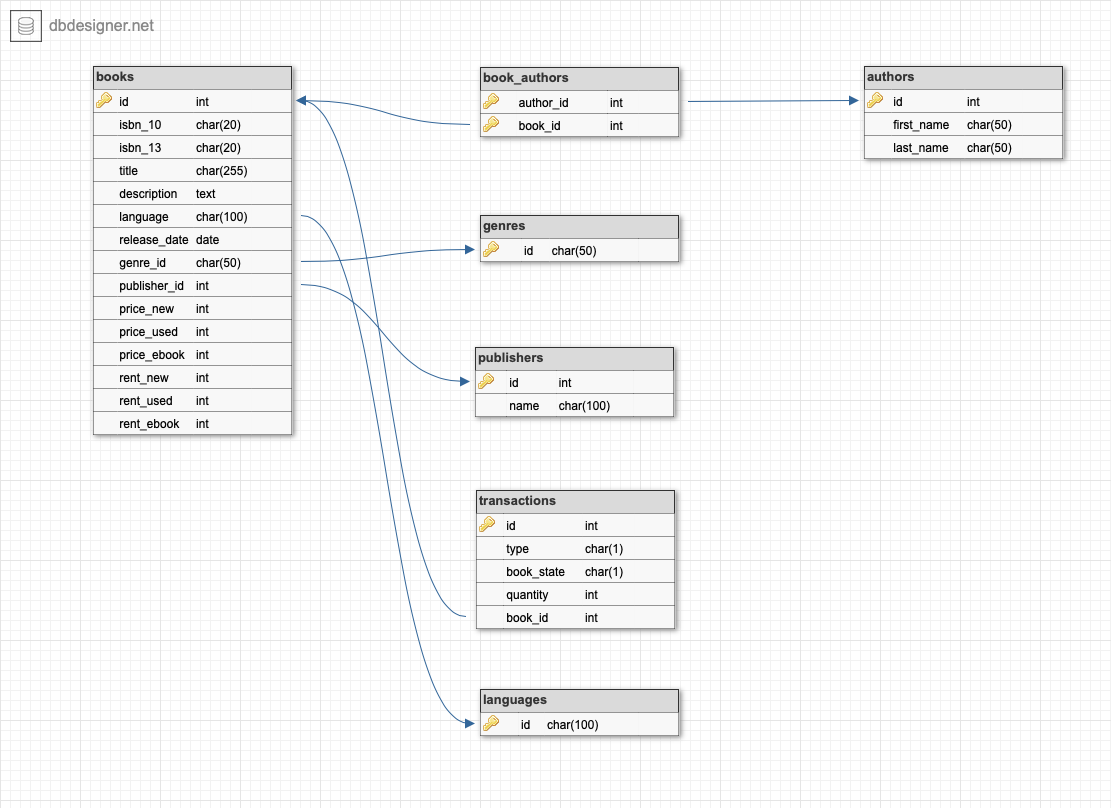 dbdesigner.net
books
id int
isbn_10 char(20)
isbn_13 char(20)
title char(255)
description text
language char(100)
release_date date
genre_id char(50)
publisher_id int
price_new int
price_used int
price_ebook int
rent_new int
rent_used int
rent_ebook int
book_authors
author_id int
book_id int
authors
id int
first_name char(50)
last_name char(50)
genres
id char(50)
publishers
id int
name char(100)
transactions
id int
type char(1)
book_state char(1)
quantity int
book_id int
languages
id char(100)